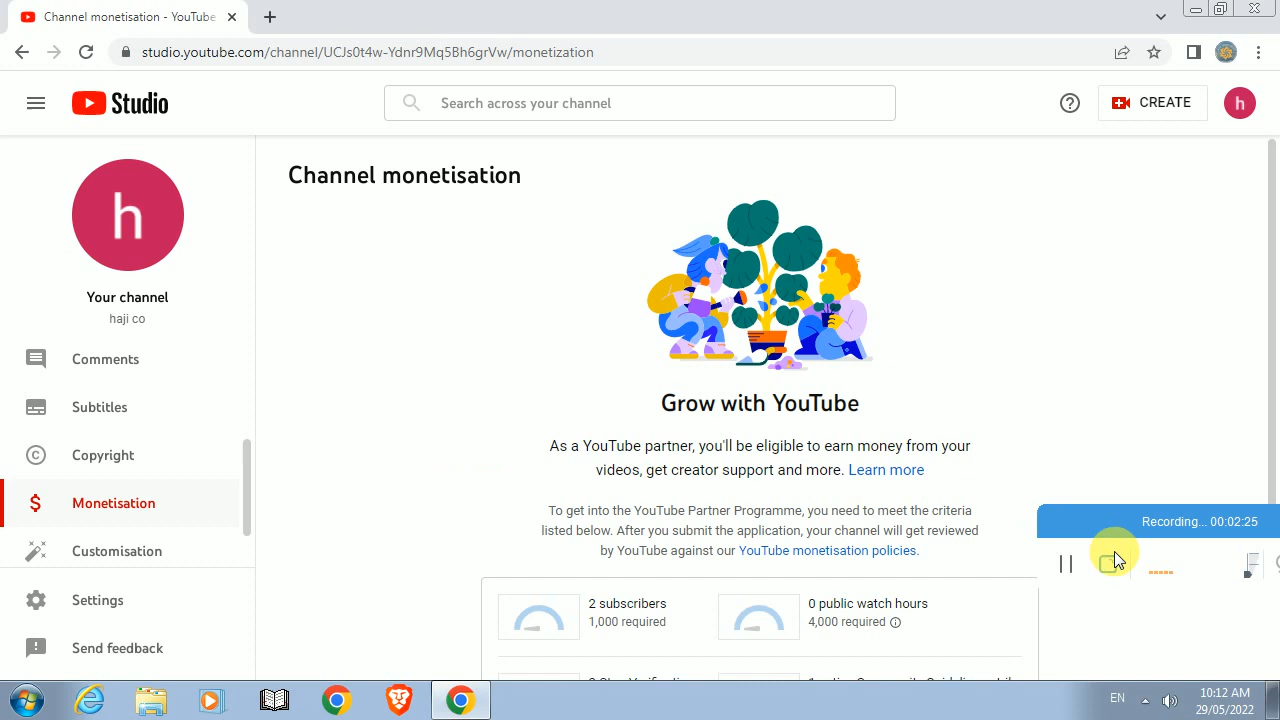 Channel monetisation - YouTube
studio.youtube.com/channel/UCJs0t4w-Ydnr9Mq5Bh6grVw/monetization
Studio
Search across your channel
CREATE
h
h
Your channel
haji co
Comments
Subtitles
Copyright
Monetisation
Customisation
Settings
Send feedback
Channel monetisation
Grow with YouTube
As a YouTube partner, you'll be eligible to earn money from your
videos, get creator support and more. Learn more
To get into the YouTube Partner Programme, you need to meet the criteria
listed below. After you submit the application, your channel will get reviewed
by YouTube against our YouTube monetisation policies.
2 subscribers
1,000 required
0 public watch hours
4,000 required
Recording... 00:02:25
EN
10:12 AM
29/05/2022